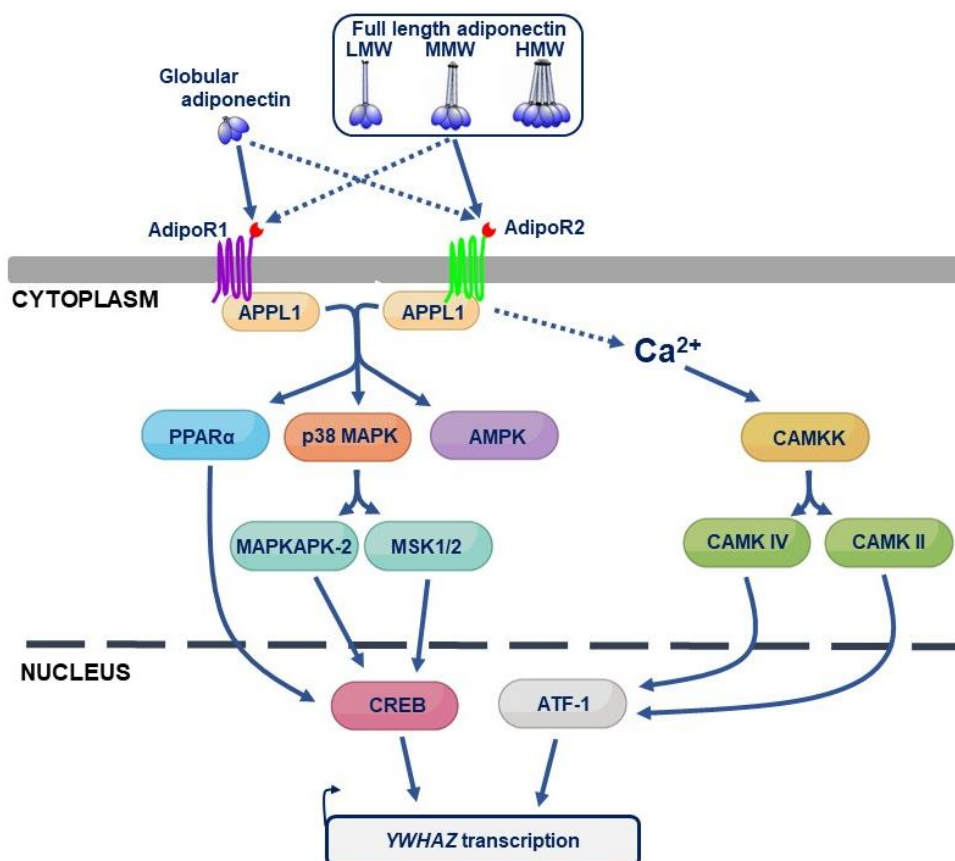 Full length adiponectin
LMW MMW HMW
Globular
adiponectin
AdipoR1
AdipoR2
CYTOPLASM
APPL1
APPL1
Ca²⁺
PPARα
p38 MAPK
AMPK
CAMKK
MAPKAPK-2
MSK1/2
CAMK IV
CAMK II
NUCLEUS
CREB
ATF-1
YWHAZ transcription